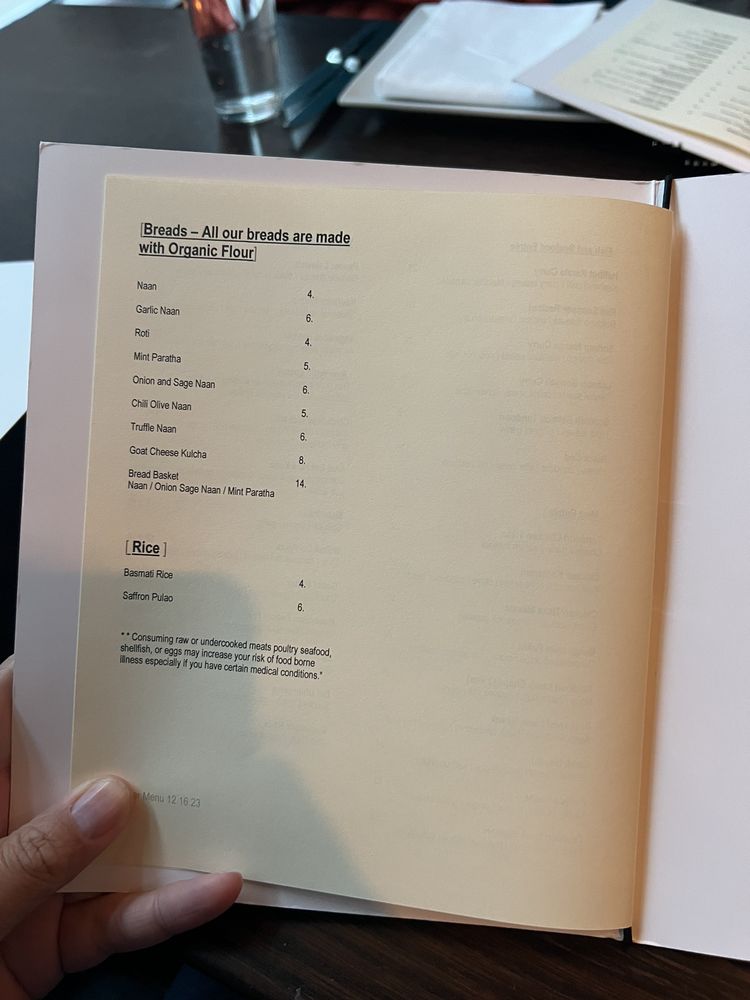 [Breads – All our breads are made
with Organic Flour]
Naan 4.
Garlic Naan 6.
Roti 4.
Mint Paratha 5.
Onion and Sage Naan 6.
Chili Olive Naan 5.
Truffle Naan 6.
Goat Cheese Kulcha 8.
Bread Basket 14.
Naan / Onion Sage Naan / Mint Paratha
[ Rice ]
Basmati Rice 4.
Saffron Pulao 6.
* * Consuming raw or undercooked meats poultry seafood,
shellfish, or eggs may increase your risk of food borne
illness especially if you have certain medical conditions.*
Menu 12.16.23